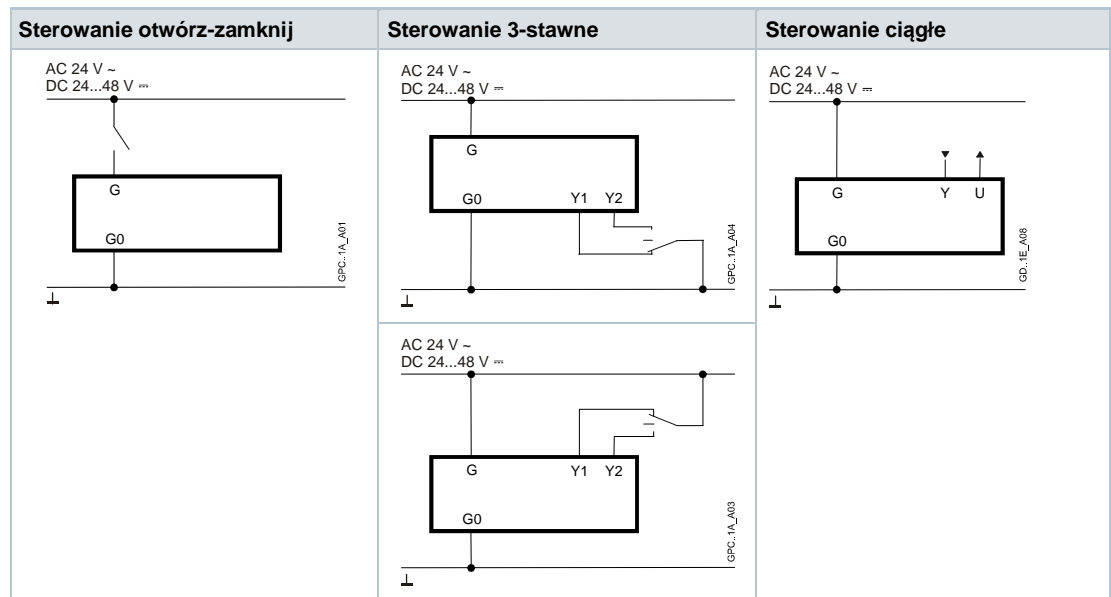 Sterowanie otwórz-zamknij
AC 24 V ~
DC 24...48 V ⎓
G
G0
GPC..1A_A01
Sterowanie 3-stawne
AC 24 V ~
DC 24...48 V ⎓
G
G0 Y1 Y2
GPC..1A_A04
AC 24 V ~
DC 24...48 V ⎓
G Y1 Y2
G0
GPC..1A_A03
Sterowanie ciągłe
AC 24 V ~
DC 24...48 V ⎓
G Y U
G0
GD..1E_A08